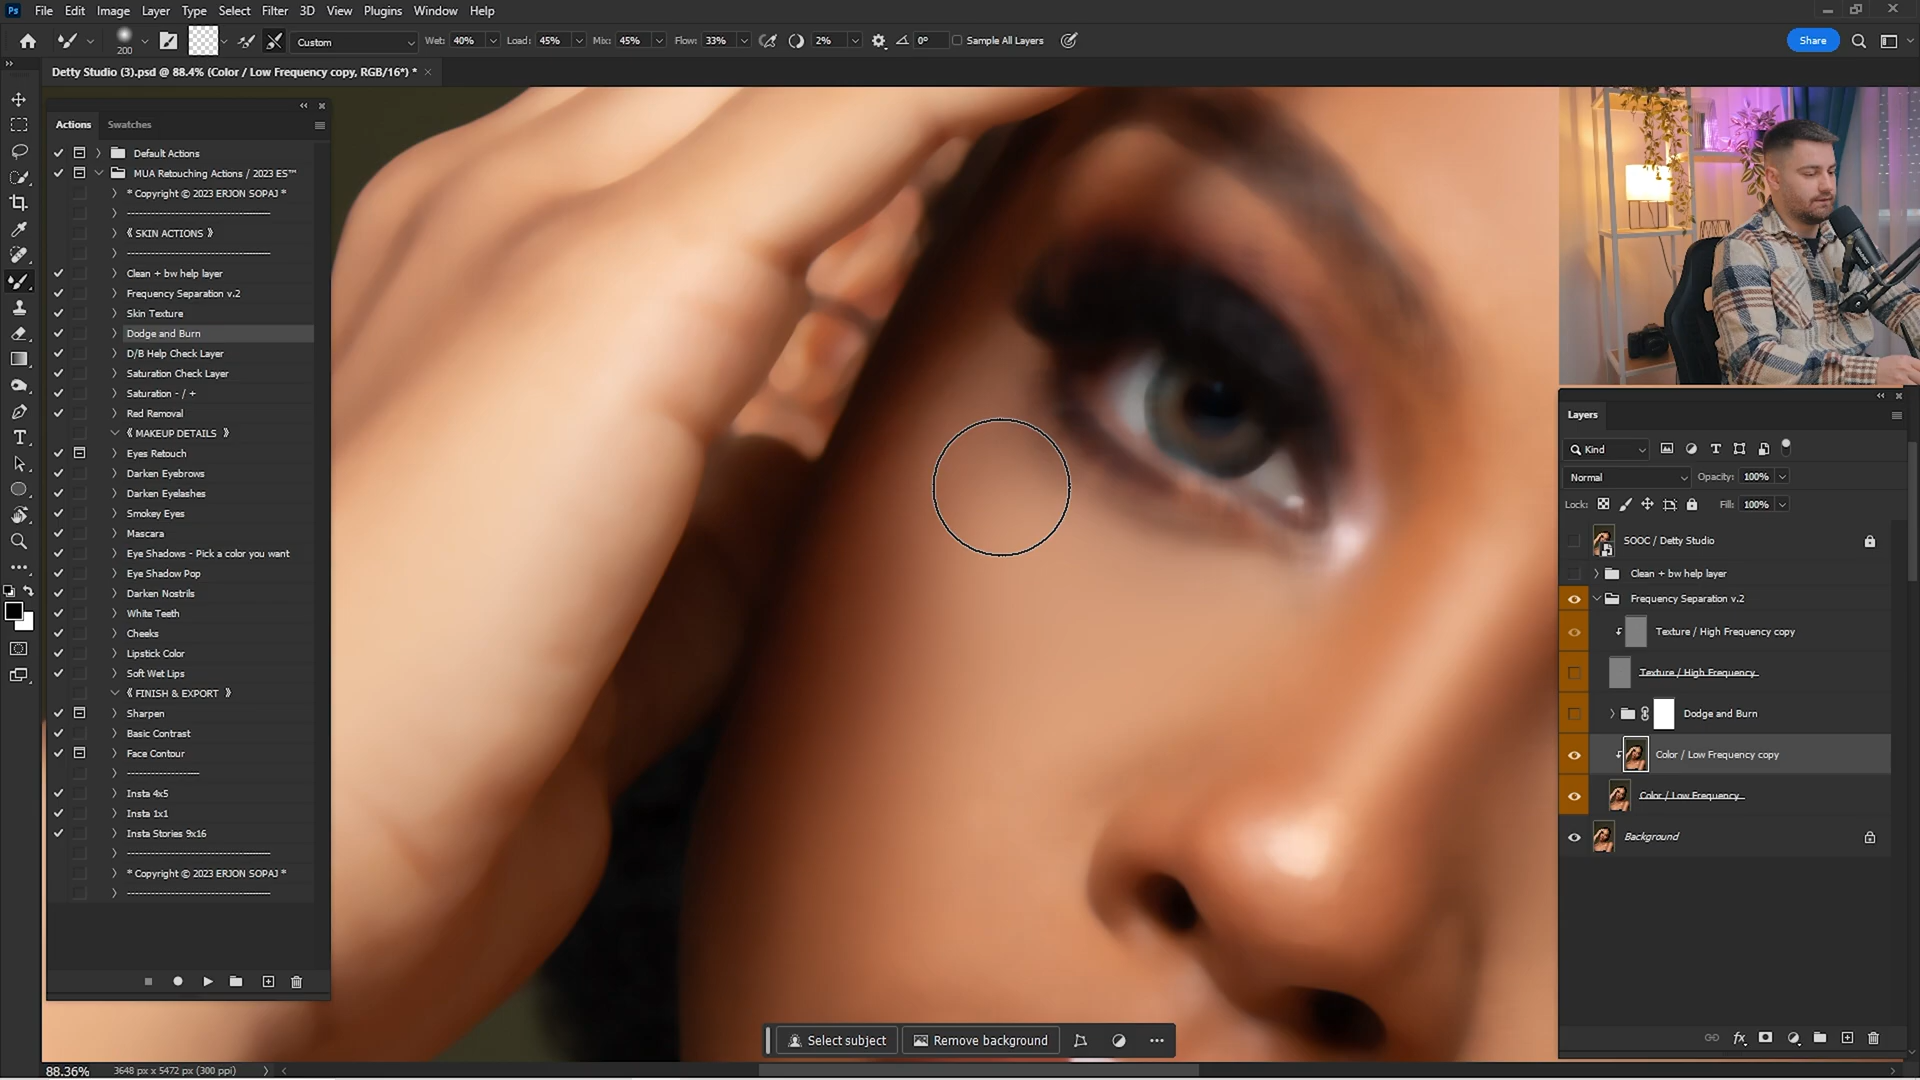 Ps File Edit Image Layer Type Select Filter 3D View Plugins Window Help
200 Custom Wet: 40% Load: 45% Mix: 45% Flow: 33% 2% 0° Sample All Layers Share
Detty Studio (3).psd @ 88.4% (Color / Low Frequency copy, RGB/16*) *
Actions Swatches
Default Actions
MUA Retouching Actions / 2023 ES™
* Copyright © 2023 ERJON SOPAJ *
------------------------------------
《 SKIN ACTIONS 》
------------------------------------
Clean + bw help layer
Frequency Separation v.2
Skin Texture
Dodge and Burn
D/B Help Check Layer
Saturation Check Layer
Saturation - / +
Red Removal
《 MAKEUP DETAILS 》
Eyes Retouch
Darken Eyebrows
Darken Eyelashes
Smokey Eyes
Mascara
Eye Shadows - Pick a color you want
Eye Shadow Pop
Darken Nostrils
White Teeth
Cheeks
Lipstick Color
Soft Wet Lips
《 FINISH & EXPORT 》
Sharpen
Basic Contrast
Face Contour
------------------
Insta 4x5
Insta 1x1
Insta Stories 9x16
------------------------------------
* Copyright © 2023 ERJON SOPAJ *
------------------------------------
Layers
Kind
Normal Opacity: 100%
Lock: Fill: 100%
SOOC / Detty Studio
Clean + bw help layer
Frequency Separation v.2
Texture / High Frequency copy
Texture / High Frequency
Dodge and Burn
Color / Low Frequency copy
Color / Low Frequency
Background
Select subject Remove background
88.36% 3648 px x 5472 px (300 ppi)